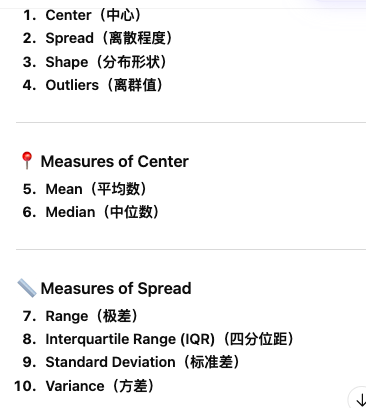 1. Center（中心）
2. Spread（离散程度）
3. Shape（分布形状）
4. Outliers（离群值）
📍 Measures of Center
5. Mean（平均数）
6. Median（中位数）
📏 Measures of Spread
7. Range（极差）
8. Interquartile Range (IQR)（四分位距）
9. Standard Deviation（标准差）
10. Variance（方差）